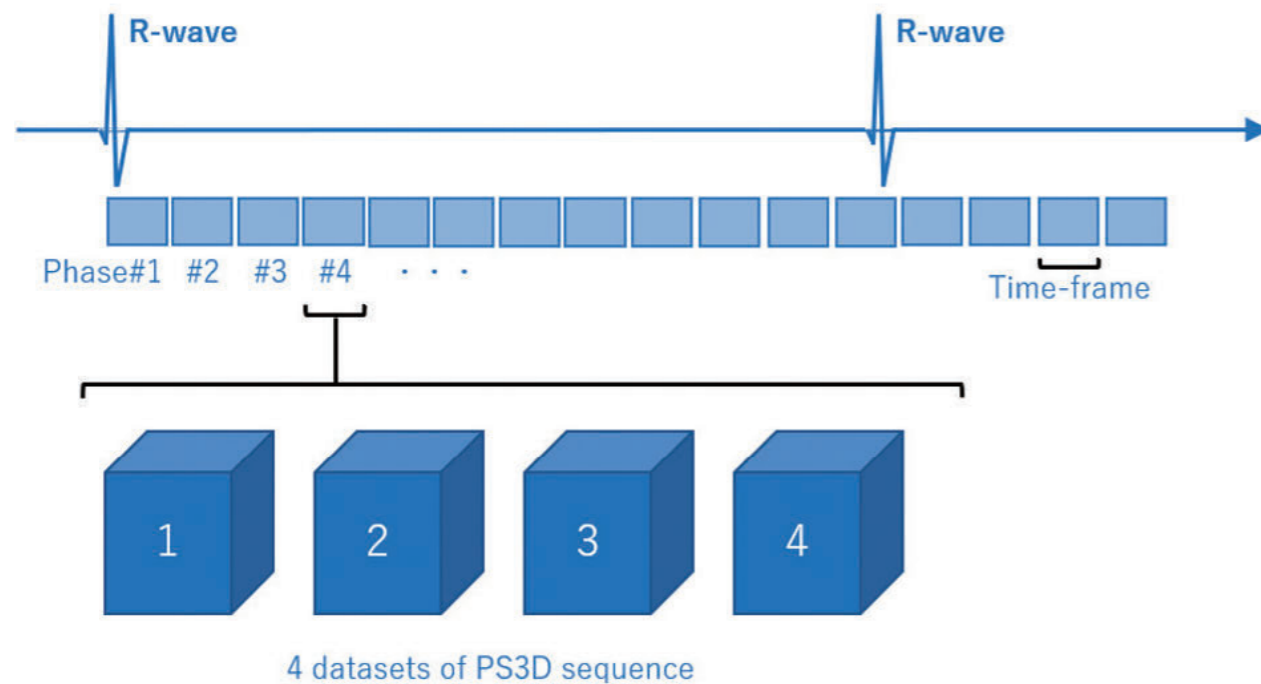 R-wave R-wave
Phase#1 #2 #3 #4 · · ·
Time-frame
1 2 3 4
4 datasets of PS3D sequence